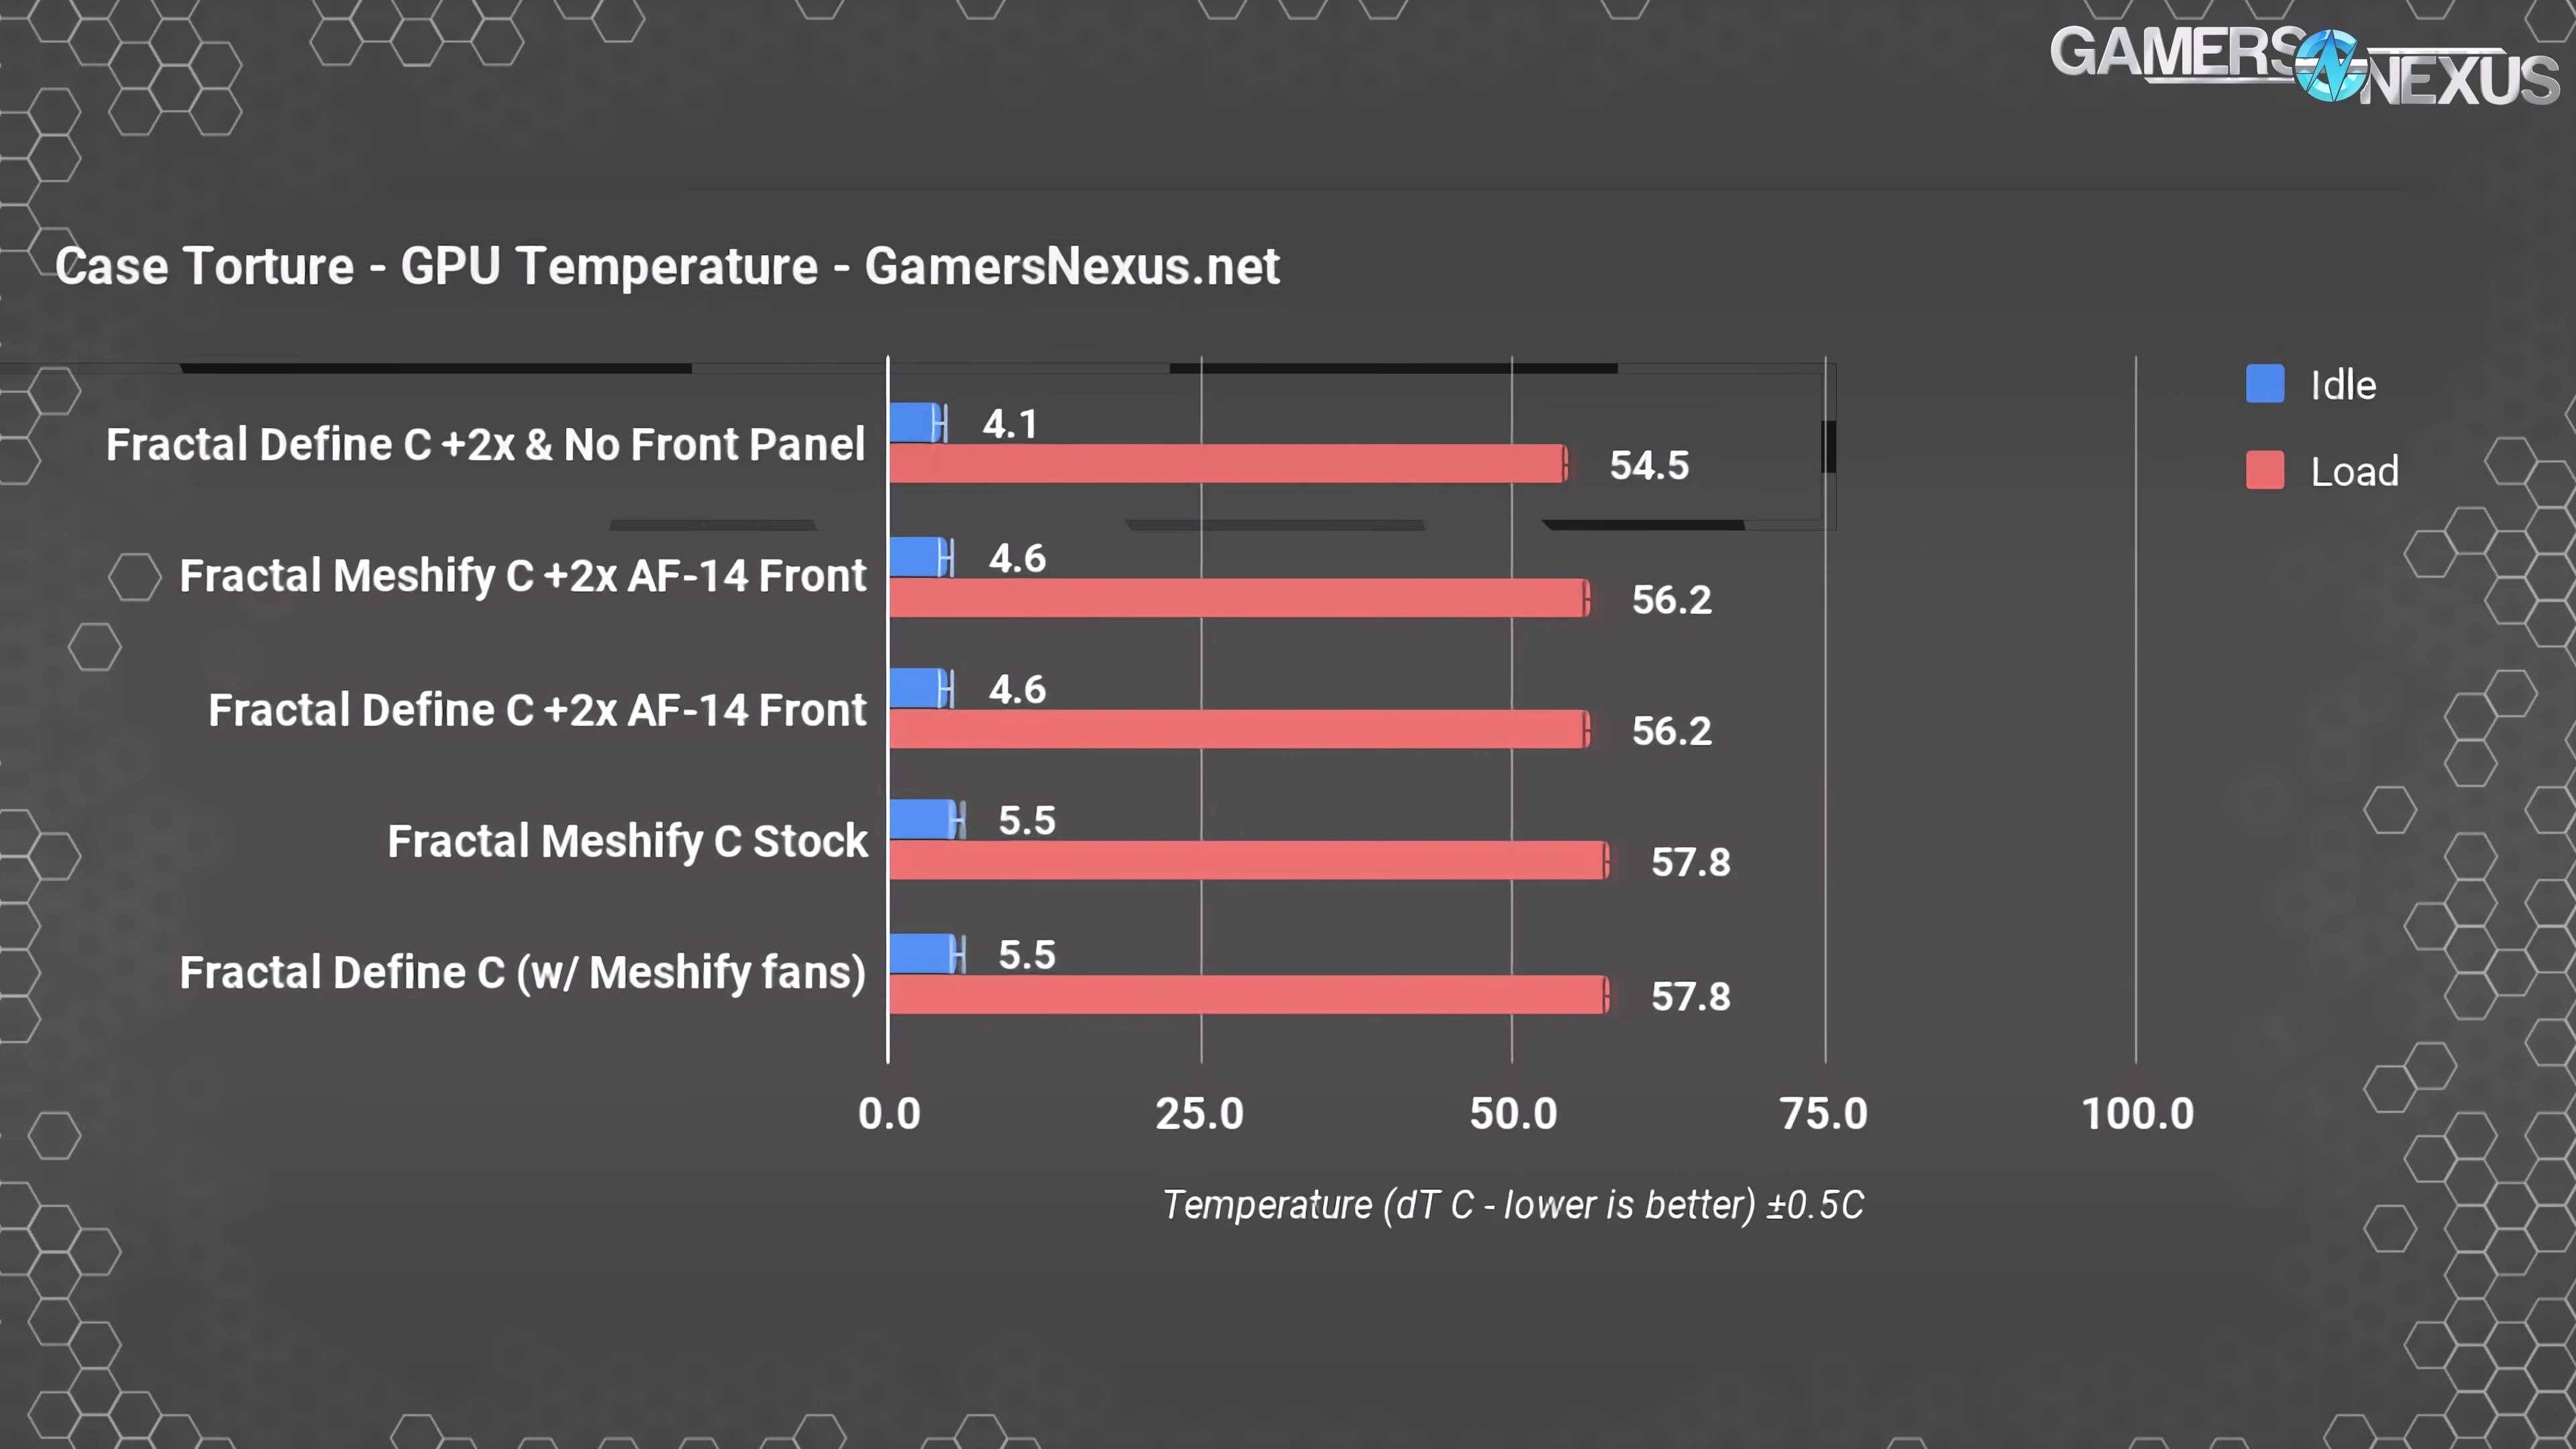 GAMERS NEXUS
Case Torture - GPU Temperature - GamersNexus.net
Idle
Load
Fractal Define C +2x & No Front Panel
4.1
54.5
Fractal Meshify C +2x AF-14 Front
4.6
56.2
Fractal Define C +2x AF-14 Front
4.6
56.2
Fractal Meshify C Stock
5.5
57.8
Fractal Define C (w/ Meshify fans)
5.5
57.8
0.0 25.0 50.0 75.0 100.0
Temperature (dT C - lower is better) ±0.5C